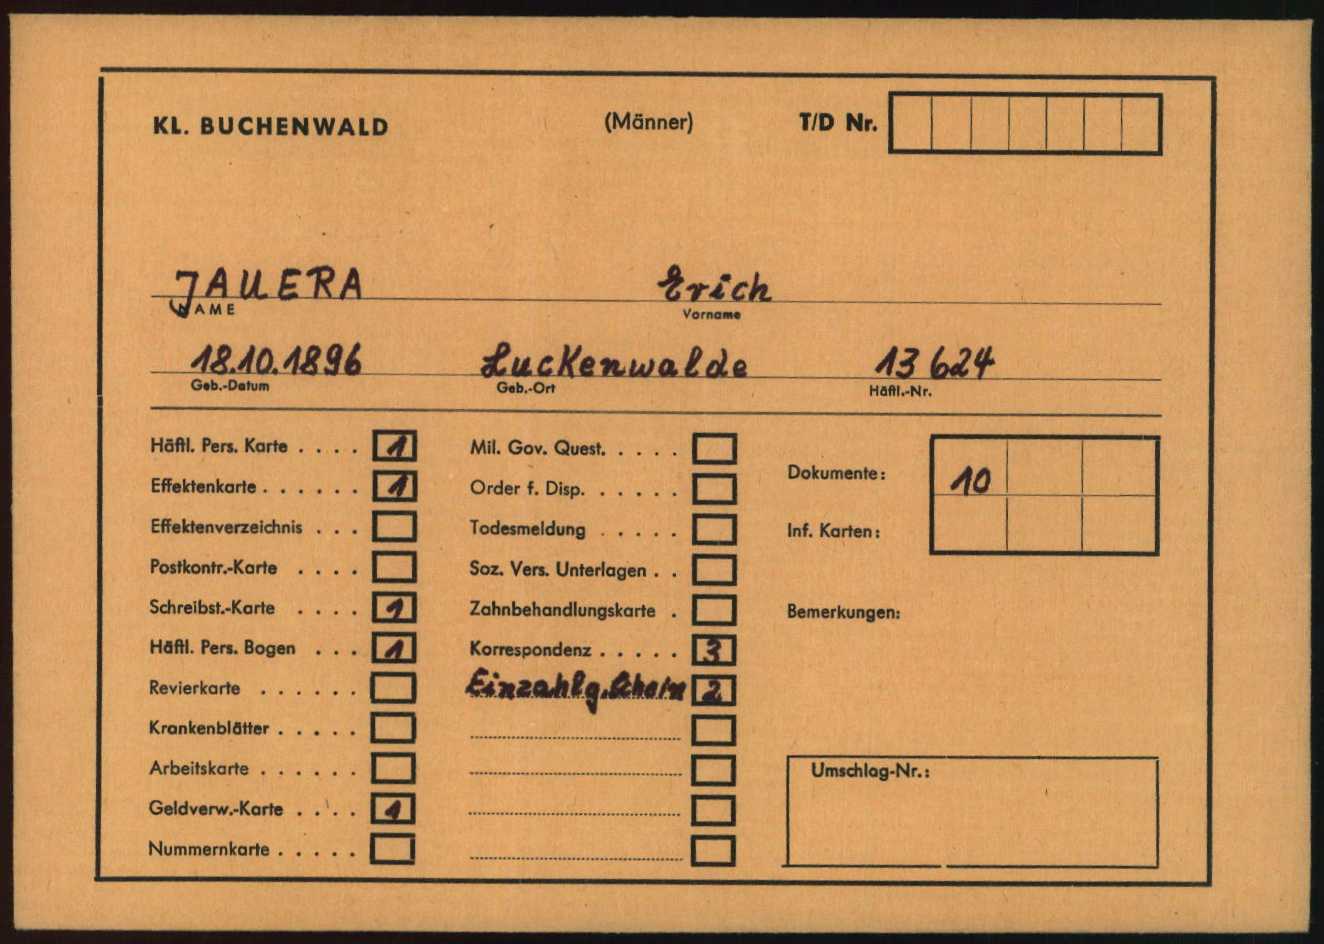 KL. BUCHENWALD (Männer) T/D Nr.
JAUERA Erich
NAME Vorname
18.10.1896 Luckenwalde 13624
Geb.-Datum Geb.-Ort Häftl.-Nr.
Häftl. Pers. Karte . . . . 1
Effektenkarte . . . . . . 1
Effektenverzeichnis . . .
Postkontr.-Karte . . . .
Schreibst.-Karte . . . . 1
Häftl. Pers. Bogen . . . 1
Revierkarte . . . . . .
Krankenblätter . . . . .
Arbeitskarte . . . . . .
Geldverw.-Karte . . . . 1
Nummernkarte . . . . .
Mil. Gov. Quest. . . . . .
Order f. Disp. . . . . . .
Todesmeldung . . . . .
Soz. Vers. Unterlagen . .
Zahnbehandlungskarte .
Korrespondenz . . . . . 3
Einzahlg.schein 2
Dokumente: 10
Inf. Karten:
Bemerkungen:
Umschlag-Nr.: